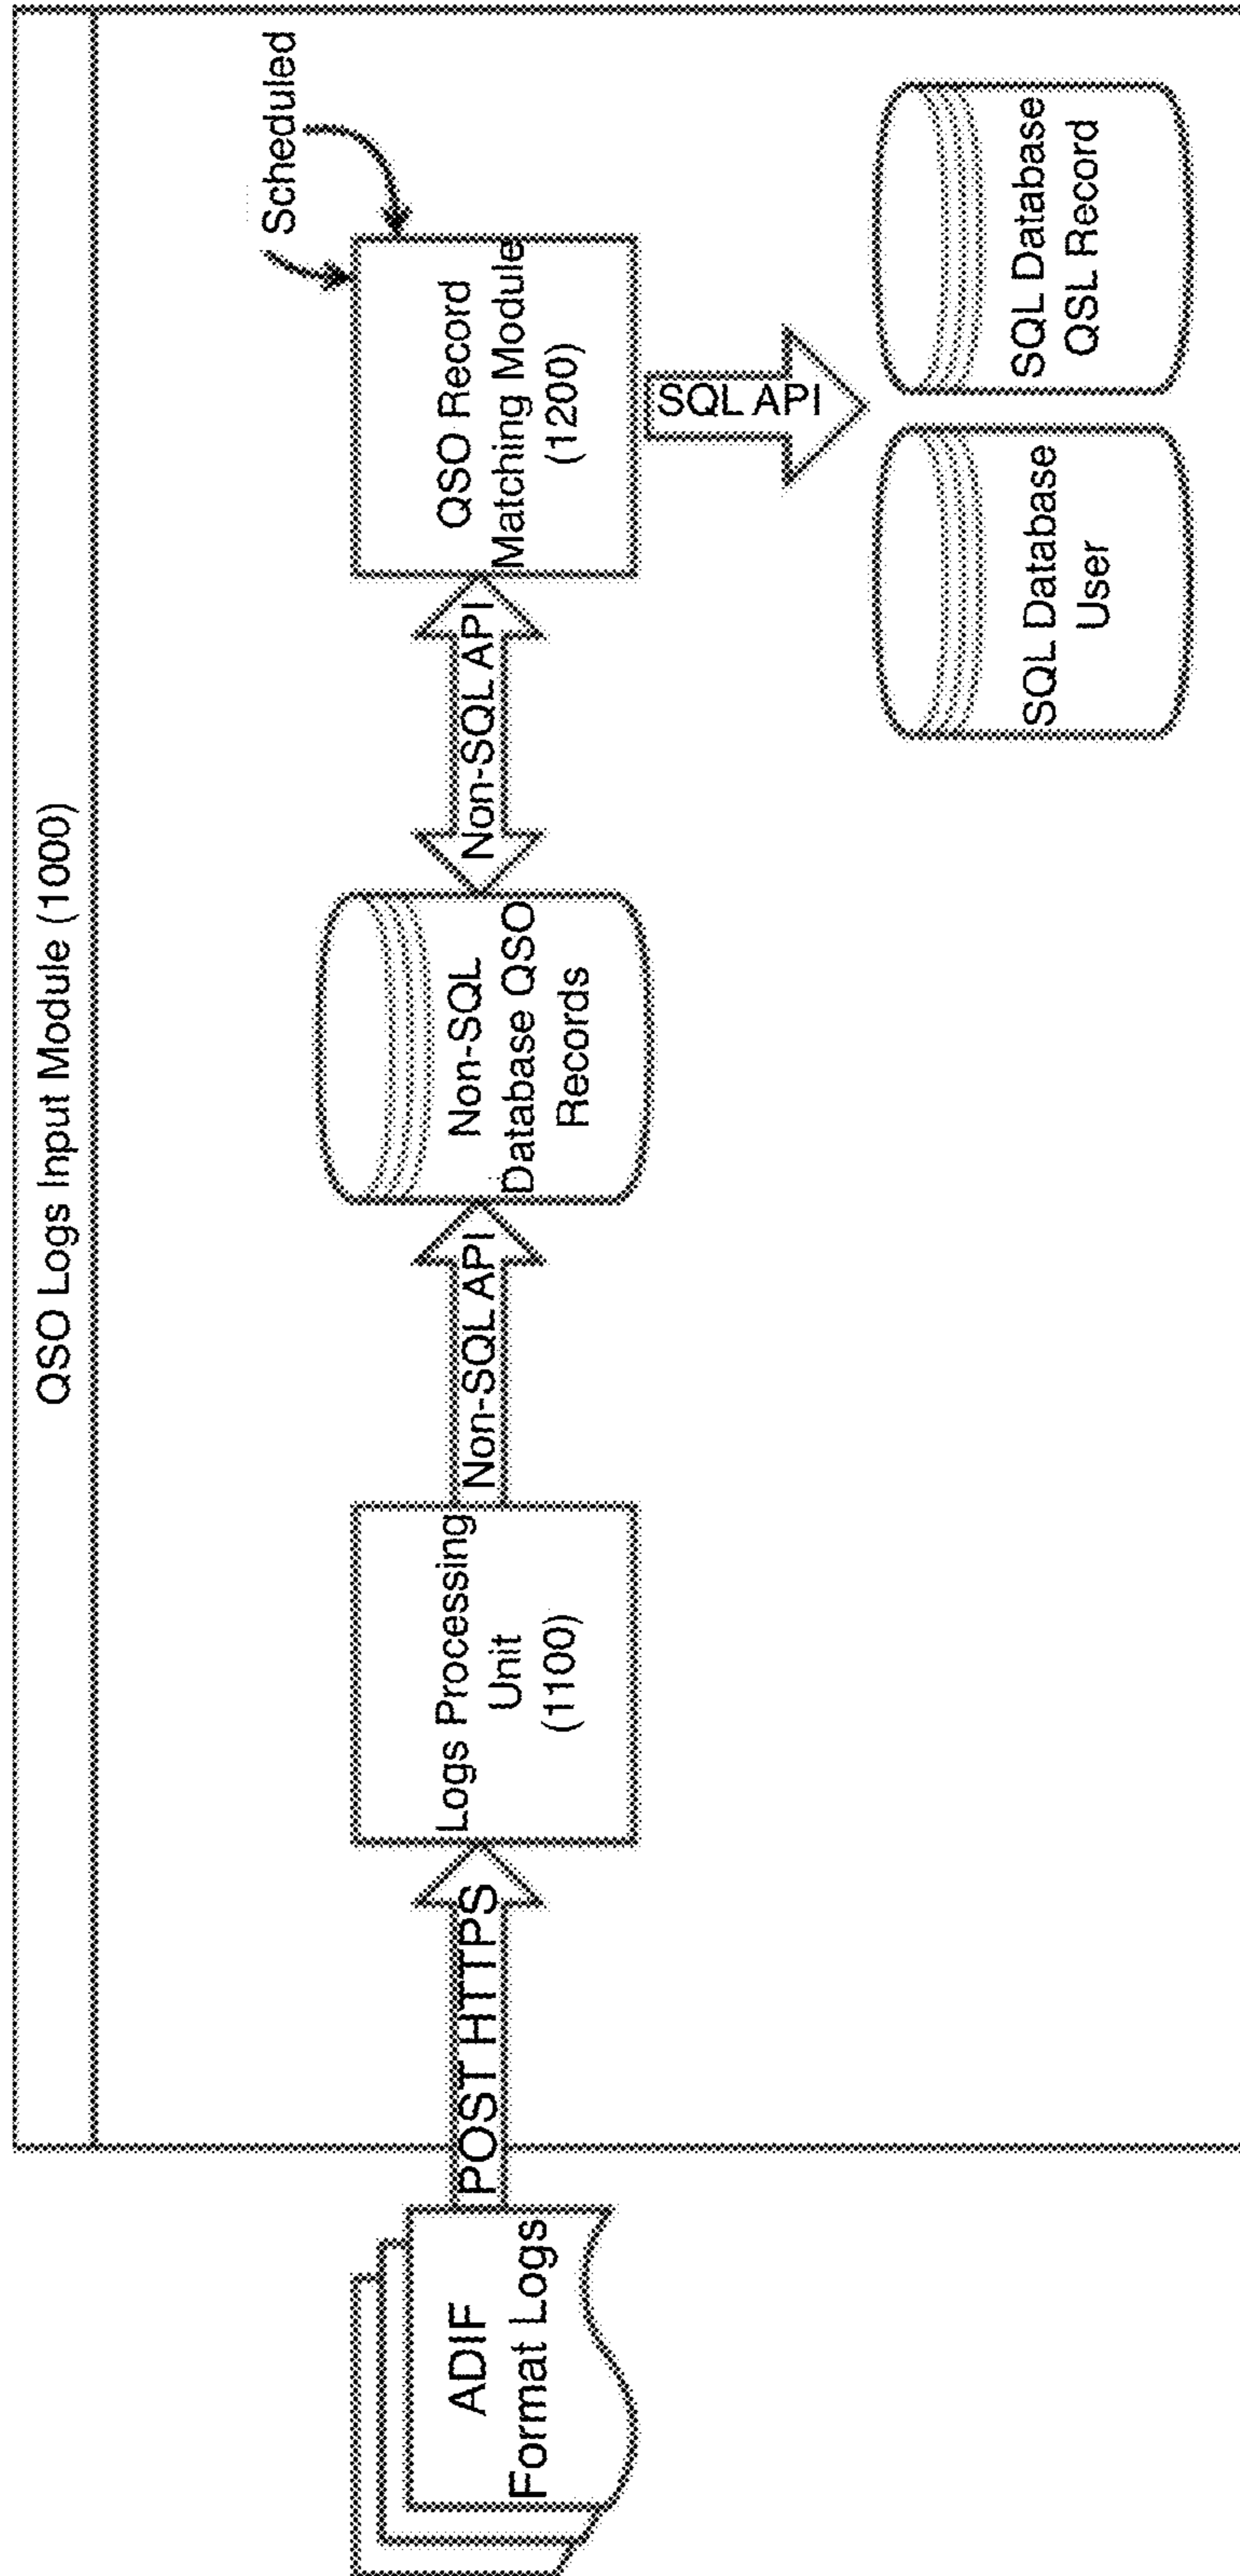 QSO Logs Input Module (1000)
ADIF
Format Logs
POST HTTPS
Logs Processing
Unit
(1100)
Non-SQL API
Non-SQL
Database QSO
Records
Non-SQL API
QSO Record
Matching Module
(1200)
Scheduled
SQL API
SQL Database
User
SQL Database
QSL Record